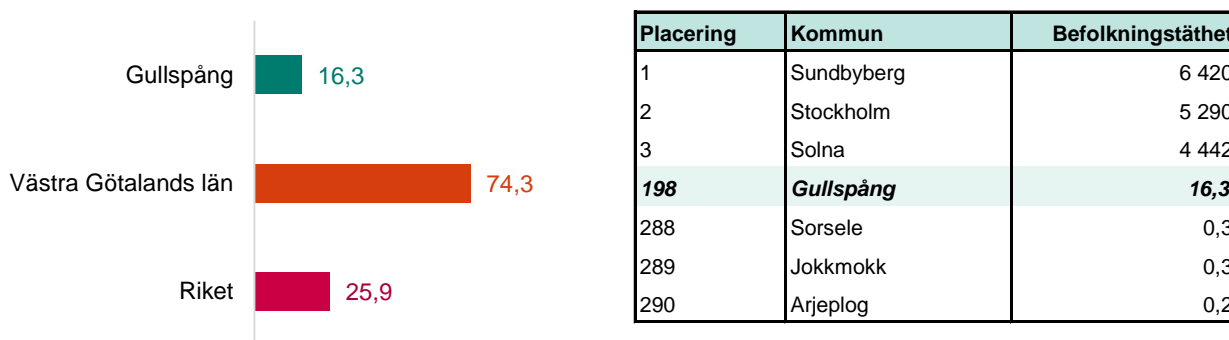 Gullspång 16,3
Västra Götalands län 74,3
Riket 25,9
Placering Kommun Befolkningstäthet
1 Sundbyberg 6 420
2 Stockholm 5 290
3 Solna 4 442
198 Gullspång 16,3
288 Sorsele 0,3
289 Jokkmokk 0,3
290 Arjeplog 0,2